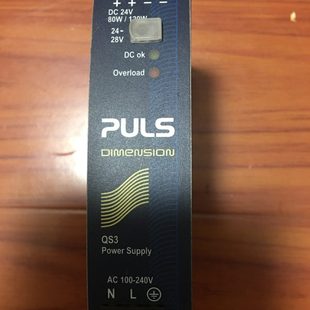 + + − −
DC 24V
80W / 120W
24-
28V
DC ok
Overload
PULS
DIMENSION
QS3
Power Supply
AC 100-240V
N L